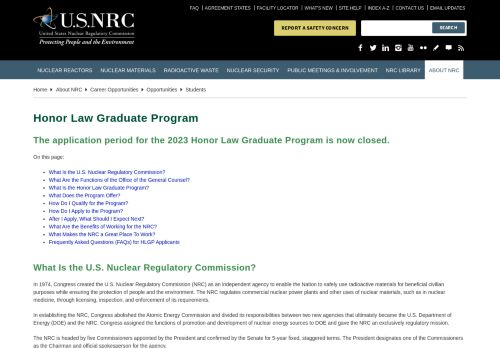 FAQ | AGREEMENT STATES | FACILITY LOCATOR | WHAT'S NEW | SITE HELP | INDEX A-Z | CONTACT US | EMAIL UPDATES
U.S.NRC
United States Nuclear Regulatory Commission
Protecting People and the Environment
REPORT A SAFETY CONCERN
SEARCH
NUCLEAR REACTORS NUCLEAR MATERIALS RADIOACTIVE WASTE NUCLEAR SECURITY PUBLIC MEETINGS & INVOLVEMENT NRC LIBRARY ABOUT NRC
Home About NRC Career Opportunities Opportunities Students
Honor Law Graduate Program
The application period for the 2023 Honor Law Graduate Program is now closed.
On this page:
What Is the U.S. Nuclear Regulatory Commission?
What Are the Functions of the Office of the General Counsel?
What Is the Honor Law Graduate Program?
What Does the Program Offer?
How Do I Qualify for the Program?
How Do I Apply to the Program?
After I Apply, What Should I Expect Next?
What Are the Benefits of Working for the NRC?
What Makes the NRC a Great Place To Work?
Frequently Asked Questions (FAQs) for HLGP Applicants
What Is the U.S. Nuclear Regulatory Commission?
In 1974, Congress created the U.S. Nuclear Regulatory Commission (NRC) as an independent agency to enable the Nation to safely use radioactive materials for beneficial civilian
purposes while ensuring the protection of people and the environment. The NRC regulates commercial nuclear power plants and other uses of nuclear materials, such as in nuclear
medicine, through licensing, inspection, and enforcement of its requirements.
In establishing the NRC, Congress abolished the Atomic Energy Commission and divided its responsibilities between two new agencies that ultimately became the U.S. Department of
Energy (DOE) and the NRC. Congress assigned the functions of promotion and development of nuclear energy sources to DOE and gave the NRC an exclusively regulatory mission.
The NRC is headed by five Commissioners appointed by the President and confirmed by the Senate for 5-year fixed, staggered terms. The President designates one of the Commissioners
as the Chairman and official spokesperson for the agency.